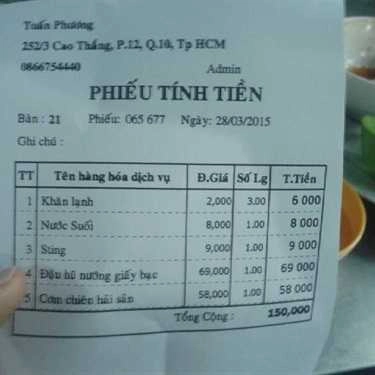 Tuấn Phương
252/3 Cao Thắng, P.12, Q.10, Tp HCM
0866754440
Admin
PHIẾU TÍNH TIỀN
Bàn : 21 Phiếu: 065 677 Ngày: 28/03/2015
Ghi chú :
TT Tên hàng hóa dịch vụ Đ.Giá Số Lg T.Tiền
1 Khăn lạnh 2,000 3.00 6 000
2 Nước Suối 8,000 1.00 8 000
3 Sting 9,000 1.00 9 000
4 Đậu hũ nướng giấy bạc 69,000 1.00 69 000
5 Cơm chiên hải sản 58,000 1.00 58 000
Tổng Cộng : 150,000